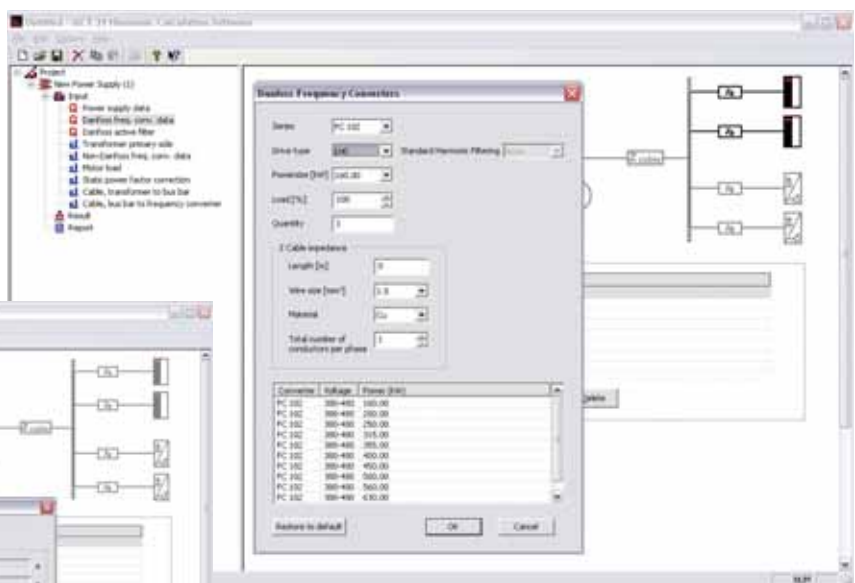 Project
New Power Supply (1)
Input
Power supply data
Danfoss freq. conv. data
Danfoss active filter
Transformer primary side
Non-Danfoss freq. conv. data
Motor load
Static power factor correction
Cable, transformer to bus bar
Cable, bus bar to frequency converter
Result
Report
Danfoss Frequency Converters
Series
FC 102
Drive type
Standard Harmonic Filtering
Powersize [kW]
160.00
Load [%]
100
Quantity
1
Z Cable impedance
Length [m]
Wire size [mm²]
1.5
Material
Cu
Total number of
conductors per phase
1
Converter Voltage Power [kW]
FC 102 380-480 160.00
FC 102 380-480 200.00
FC 102 380-480 250.00
FC 102 380-480 315.00
FC 102 380-480 355.00
FC 102 380-480 400.00
FC 102 380-480 450.00
FC 102 380-480 500.00
FC 102 380-480 560.00
FC 102 380-480 630.00
Restore to default
OK
Cancel
NUM